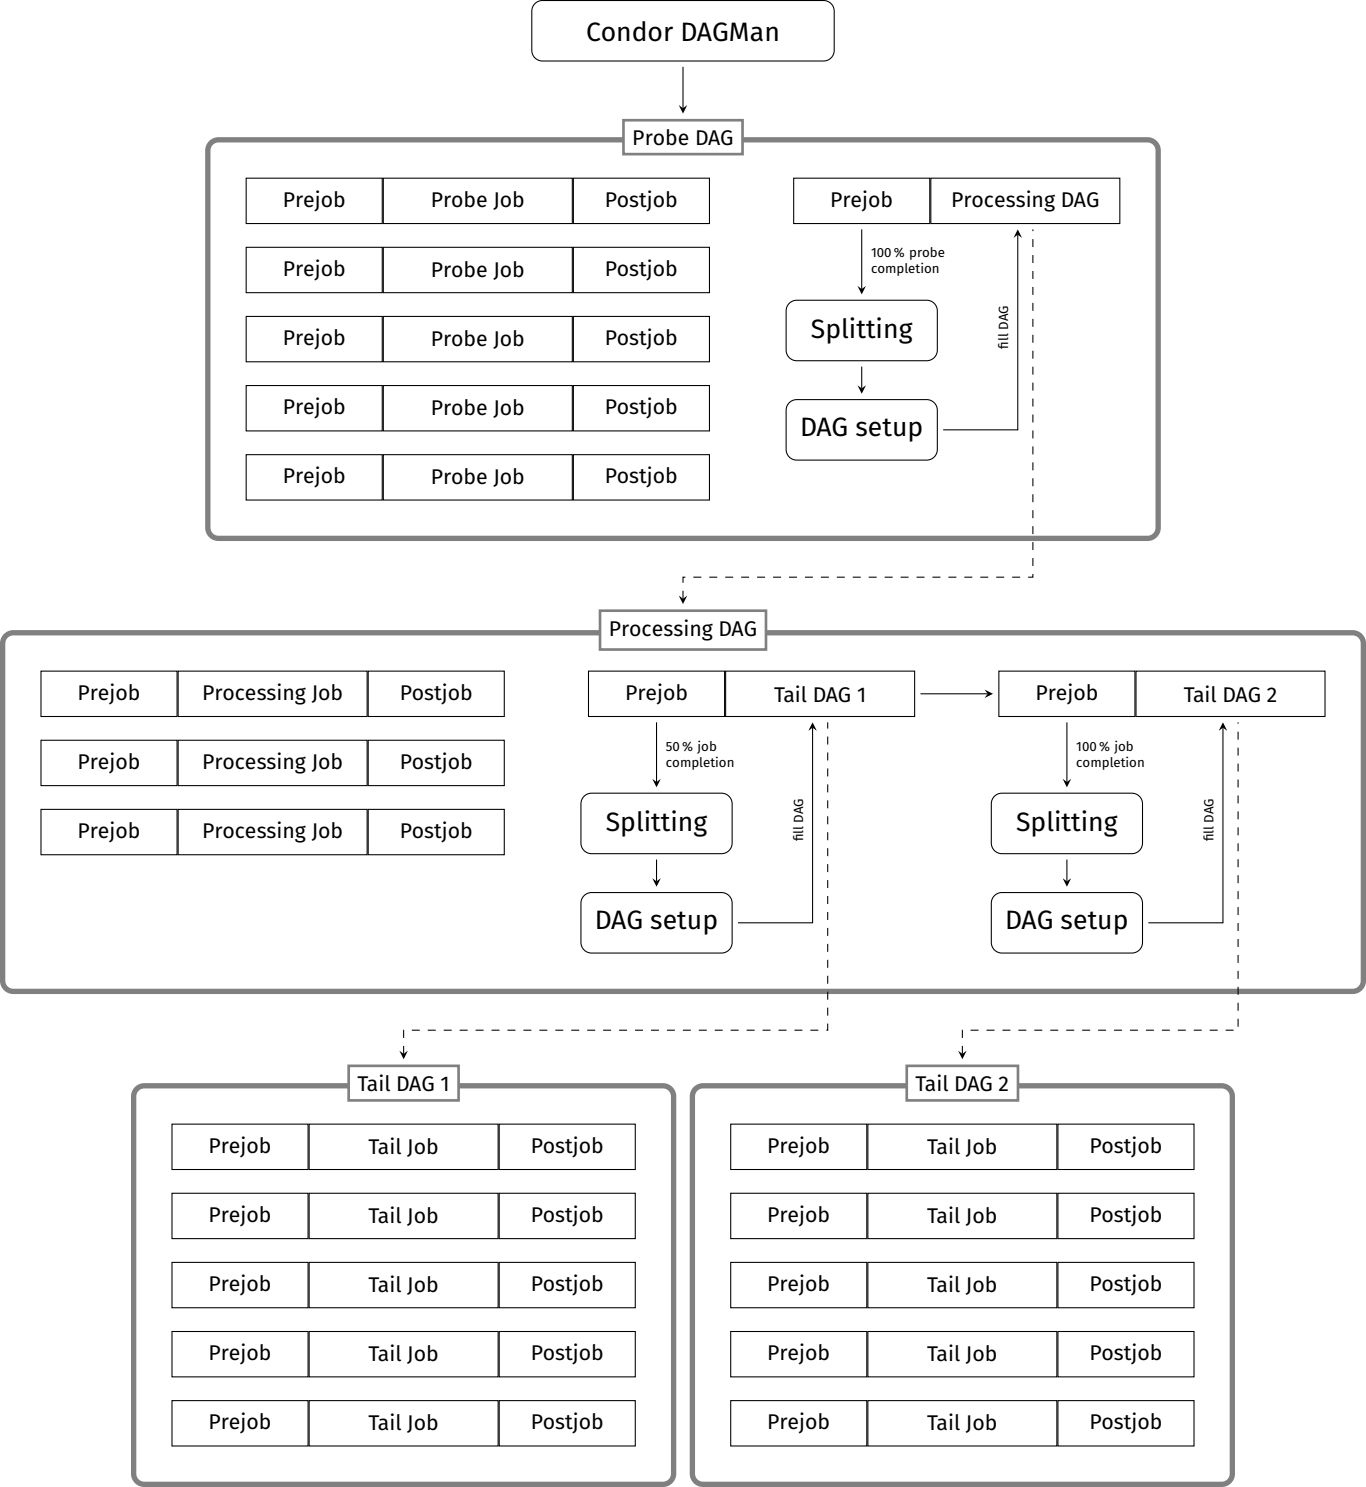 Condor DAGMan
Probe DAG
Prejob Probe Job Postjob
Prejob Probe Job Postjob
Prejob Probe Job Postjob
Prejob Probe Job Postjob
Prejob Probe Job Postjob
Prejob Processing DAG
100 % probe
completion
Splitting
fill DAG
DAG setup
Processing DAG
Prejob Processing Job Postjob
Prejob Processing Job Postjob
Prejob Processing Job Postjob
Prejob Tail DAG 1
50 % job
completion
Splitting
fill DAG
DAG setup
Prejob Tail DAG 2
100 % job
completion
Splitting
fill DAG
DAG setup
Tail DAG 1
Prejob Tail Job Postjob
Prejob Tail Job Postjob
Prejob Tail Job Postjob
Prejob Tail Job Postjob
Prejob Tail Job Postjob
Tail DAG 2
Prejob Tail Job Postjob
Prejob Tail Job Postjob
Prejob Tail Job Postjob
Prejob Tail Job Postjob
Prejob Tail Job Postjob